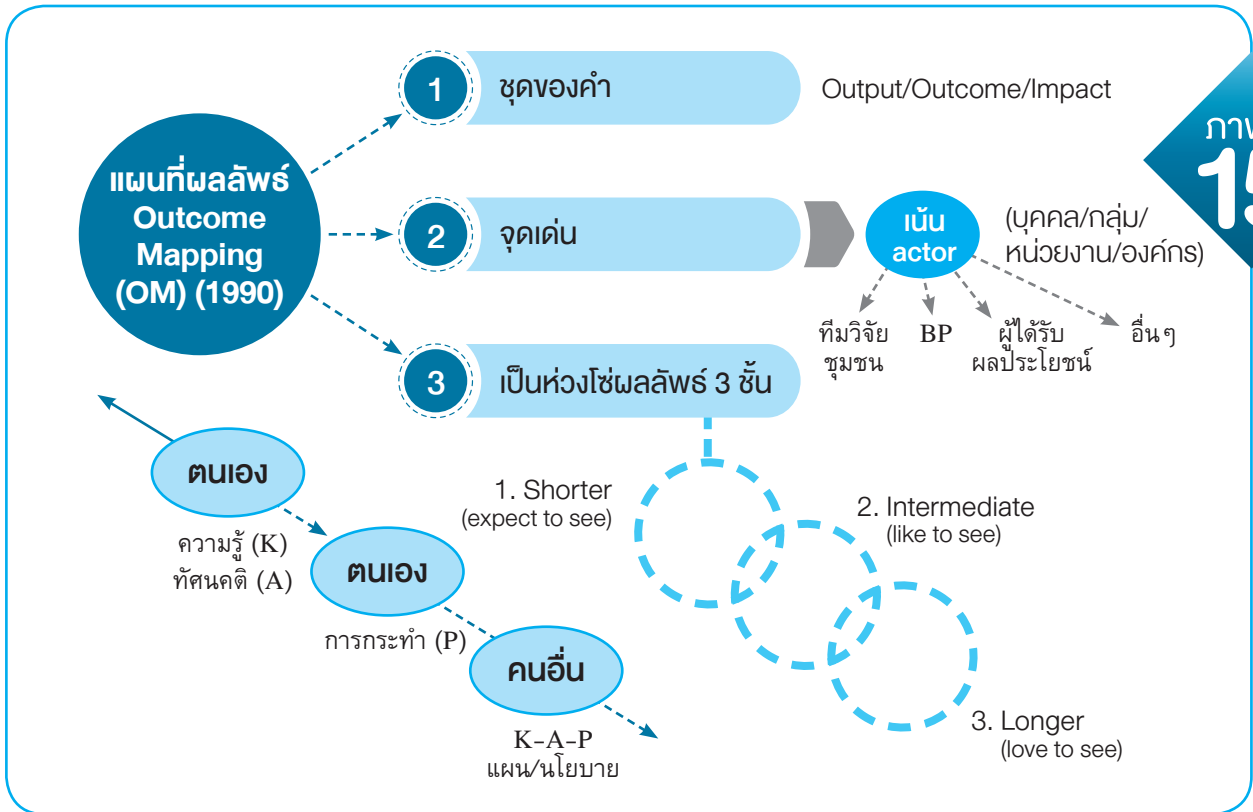 แผนที่ผลลัพธ์
Outcome
Mapping
(OM) (1990)
1
ชุดของคำ
Output/Outcome/Impact
2
จุดเด่น
เน้น
actor
(บุคคล/กลุ่ม/
หน่วยงาน/องค์กร)
ทีมวิจัย
ชุมชน
BP
ผู้ได้รับ
ผลประโยชน์
อื่นๆ
3
เป็นห่วงโซ่ผลลัพธ์ 3 ชั้น
1. Shorter
(expect to see)
2. Intermediate
(like to see)
3. Longer
(love to see)
ตนเอง
ความรู้ (K)
ทัศนคติ (A)
ตนเอง
การกระทำ (P)
คนอื่น
K-A-P
แผน/นโยบาย